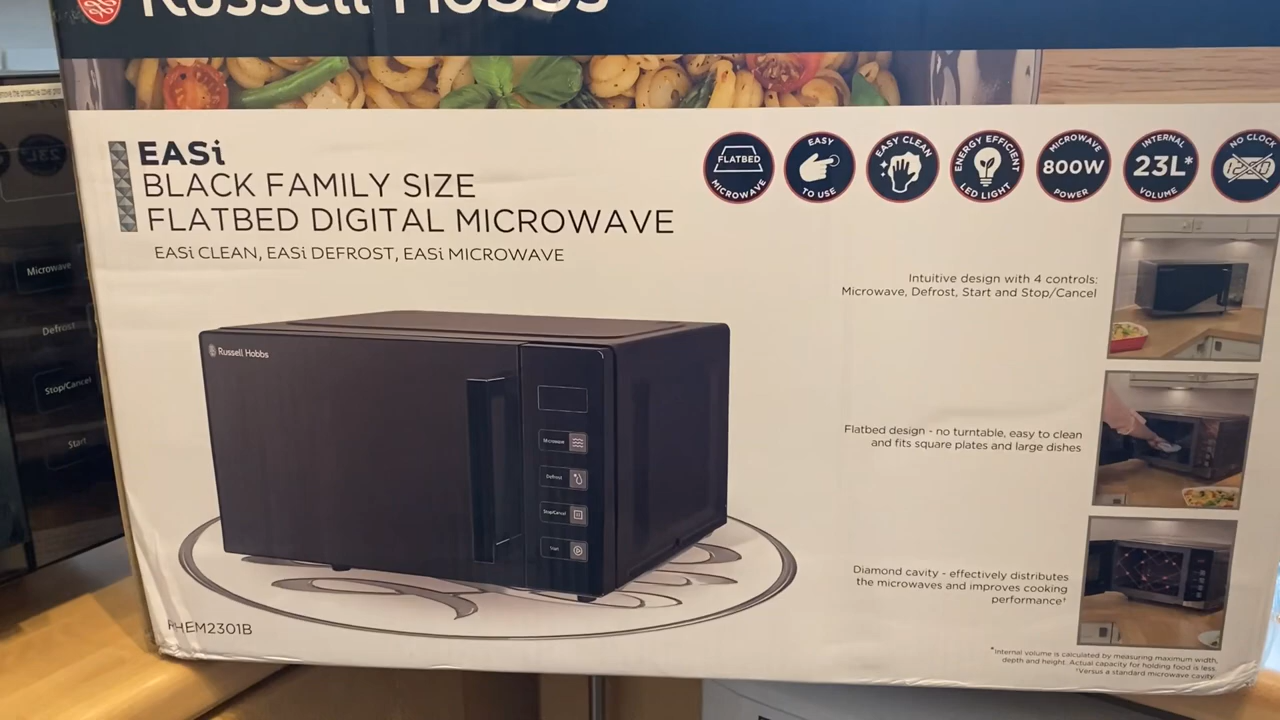 Russell Hobbs
EASi
BLACK FAMILY SIZE
FLATBED DIGITAL MICROWAVE
EASi CLEAN, EASi DEFROST, EASi MICROWAVE
FLATBED
MICROWAVE
EASY
TO USE
EASY CLEAN
ENERGY EFFICIENT
LED LIGHT
MICROWAVE
800W
POWER
INTERNAL
23L*
VOLUME
NO CLOCK
Intuitive design with 4 controls:
Microwave, Defrost, Start and Stop/Cancel
Flatbed design - no turntable, easy to clean
and fits square plates and large dishes
Diamond cavity - effectively distributes
the microwaves and improves cooking
performance†
*Internal volume is calculated by measuring maximum width,
depth and height. Actual capacity for holding food is less.
†Versus a standard microwave cavity.
Russell Hobbs
Microwave
Defrost
Stop/Cancel
Start
RHEM2301B
Microwave
Defrost
Stop/Cancel
Start